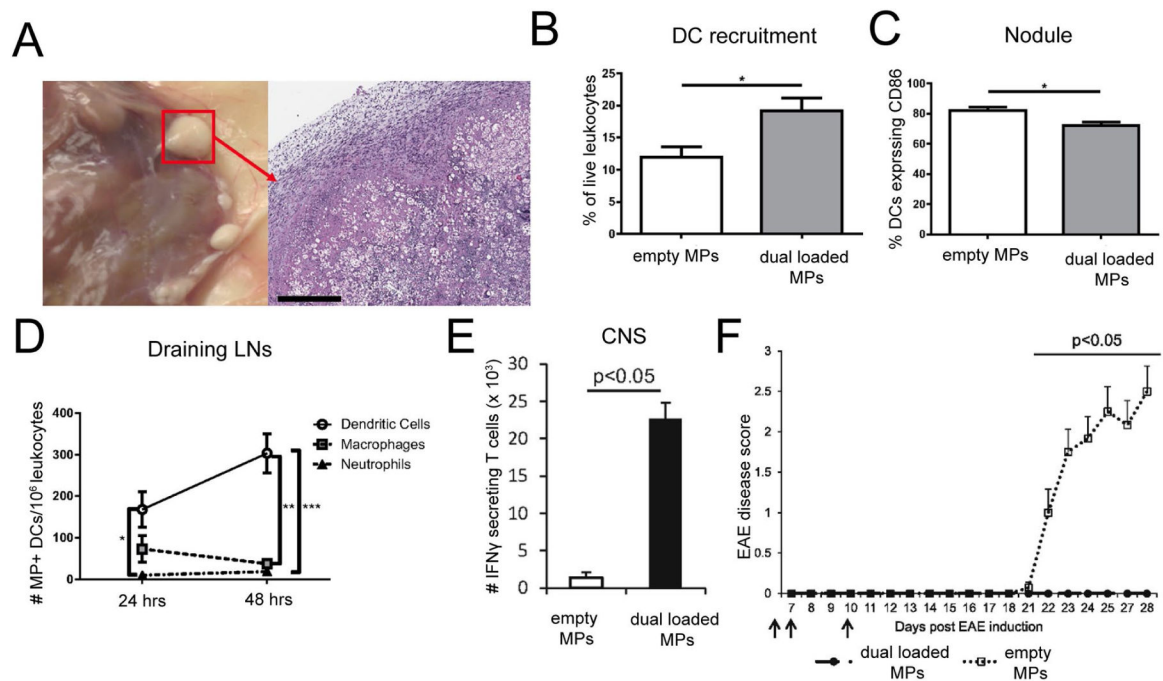 A
B
DC recruitment
% of live leukocytes
25
20
15
10
5
0
*
empty MPs
dual loaded
MPs
C
Nodule
% DCs exprssing CD86
100
80
60
40
20
0
*
empty MPs
dual loaded
MPs
D
Draining LNs
# MP+ DCs/10⁶ leukocytes
400
300
200
100
0
*
**
***
24 hrs
48 hrs
Dendritic Cells
Macrophages
Neutrophils
E
CNS
# IFNγ secreting T cells (x 10³)
30
25
20
15
10
5
0
p<0.05
empty
MPs
dual loaded
MPs
F
p<0.05
EAE disease score
3
2.5
2
1.5
1
0.5
0
7 8 9 10 11 12 13 14 15 16 17 18 21 22 23 24 25 27 28
Days post EAE induction
dual loaded
MPs
empty
MPs